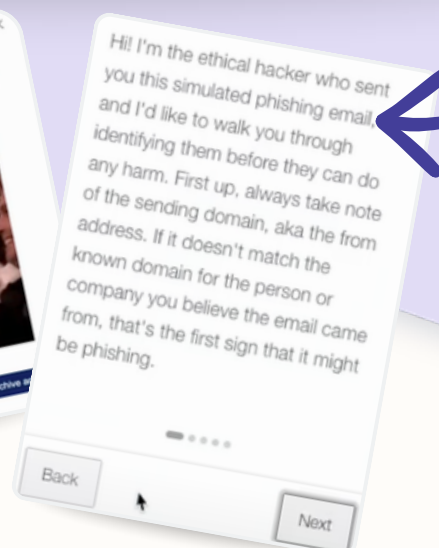 Hi! I'm the ethical hacker who sent
you this simulated phishing email,
and I'd like to walk you through
identifying them before they can do
any harm. First up, always take note
of the sending domain, aka the from
address. If it doesn't match the
known domain for the person or
company you believe the email came
from, that's the first sign that it might
be phishing.
Back
Next